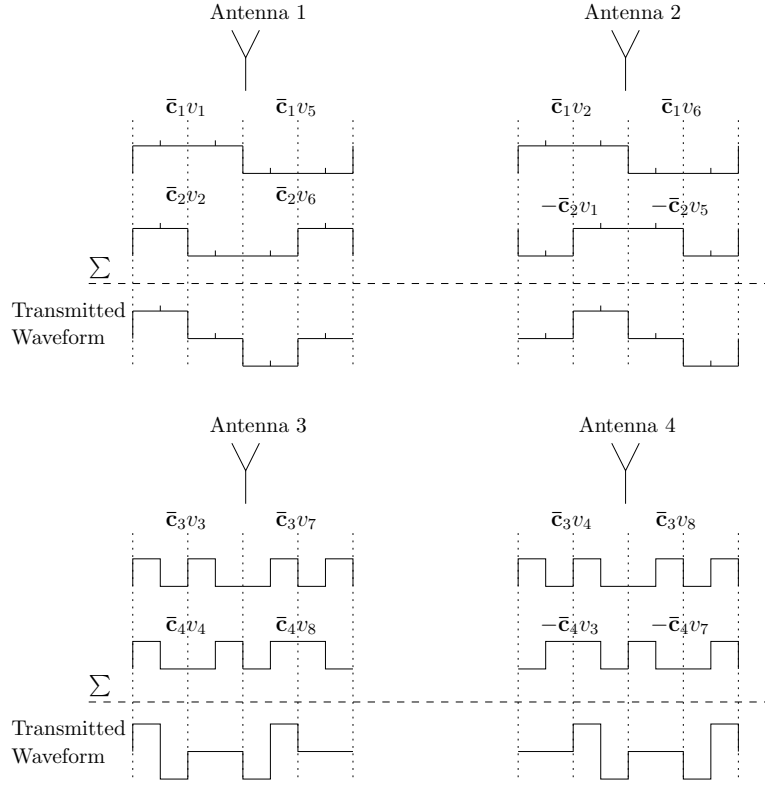 Antenna 1 Antenna 2
c̄₁v₁ c̄₁v₅ c̄₁v₂ c̄₁v₆
c̄₂v₂ c̄₂v₆ −c̄₂v₁ −c̄₂v₅
∑
Transmitted
Waveform
Antenna 3 Antenna 4
c̄₃v₃ c̄₃v₇ c̄₃v₄ c̄₃v₈
c̄₄v₄ c̄₄v₈ −c̄₄v₃ −c̄₄v₇
∑
Transmitted
Waveform